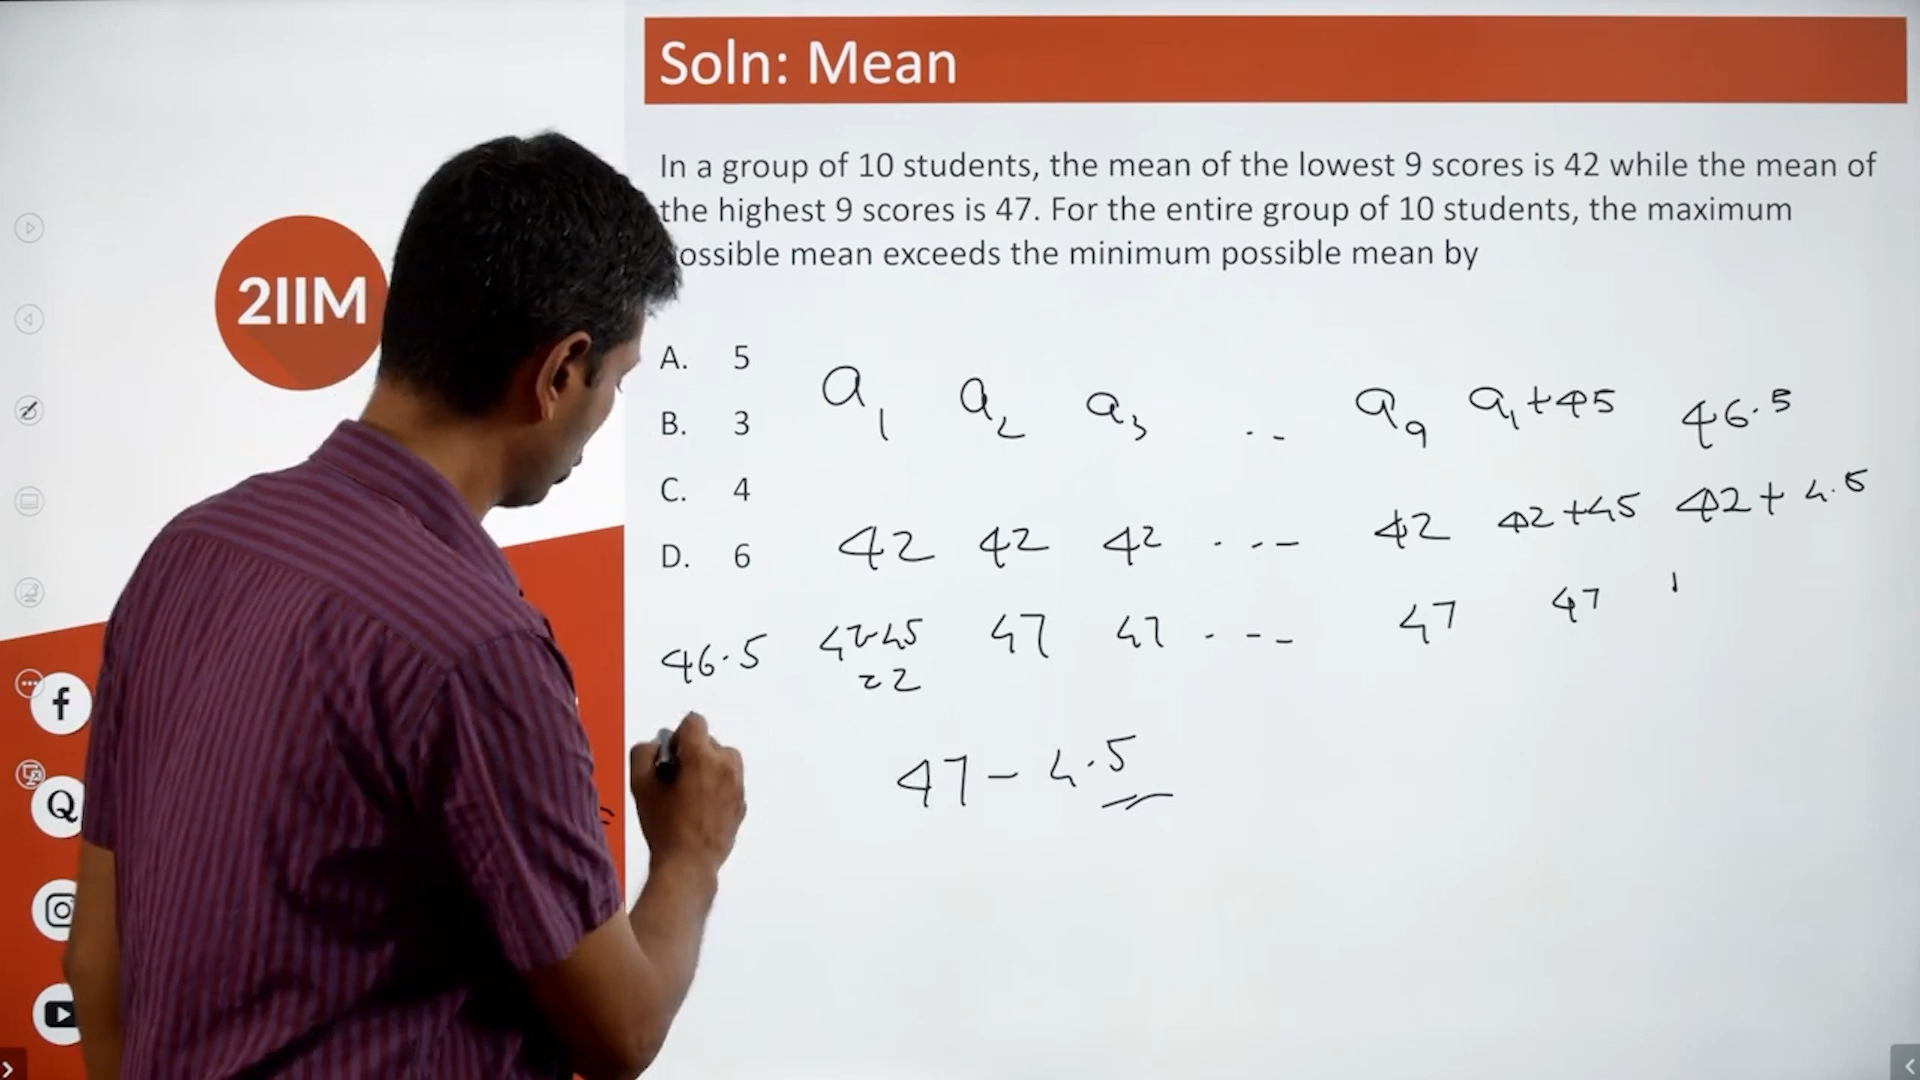 Soln: Mean
In a group of 10 students, the mean of the lowest 9 scores is 42 while the mean of
the highest 9 scores is 47. For the entire group of 10 students, the maximum
ossible mean exceeds the minimum possible mean by
2IIM
A. 5
B. 3
C. 4
D. 6
a₁ a₂ a₃ .. a₉ a₁+45 46.5
42 42 42 ... 42 42+45 42+4.5
46.5 47-45 47 47 ... 47 47
=2
47-4.5